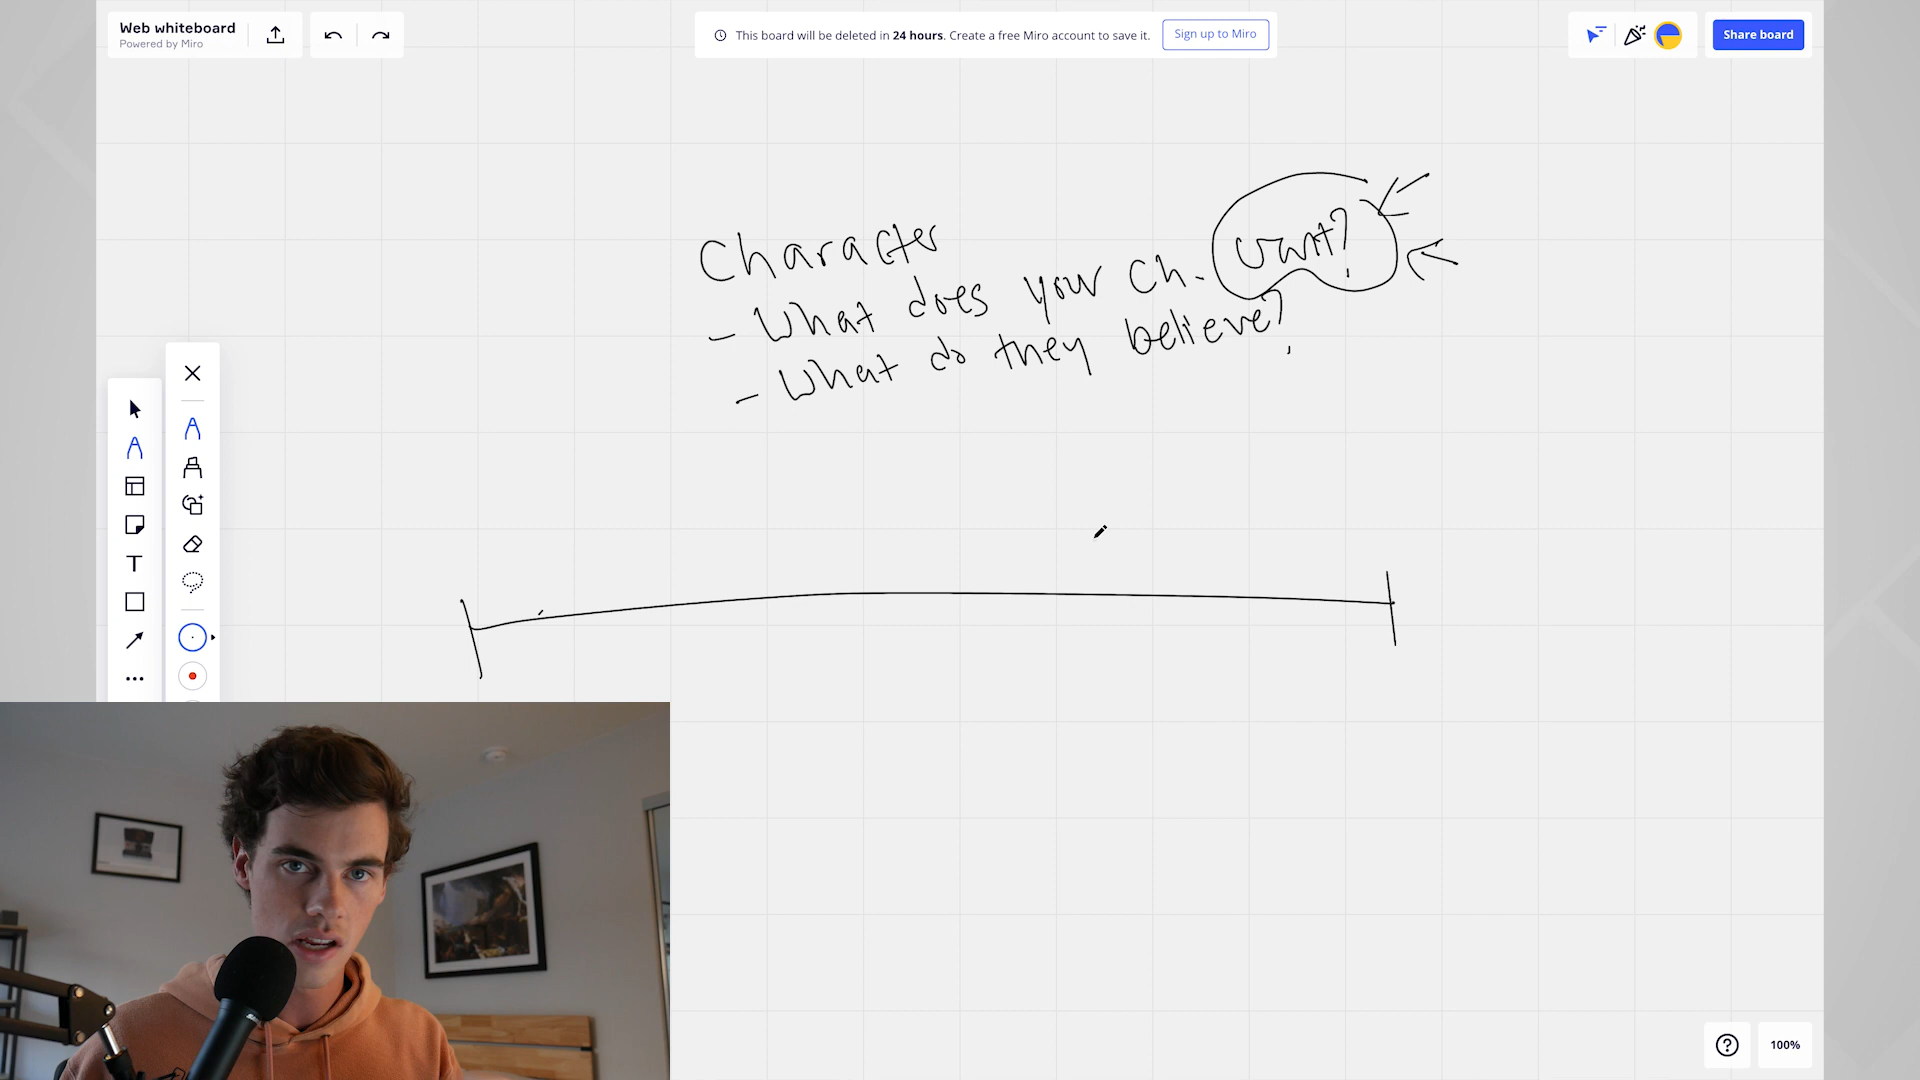 Web whiteboard
Powered by Miro
This board will be deleted in 24 hours. Create a free Miro account to save it.
Sign up to Miro
Share board
Character
- What does your Ch. want?
- What do they believe?
T
100%